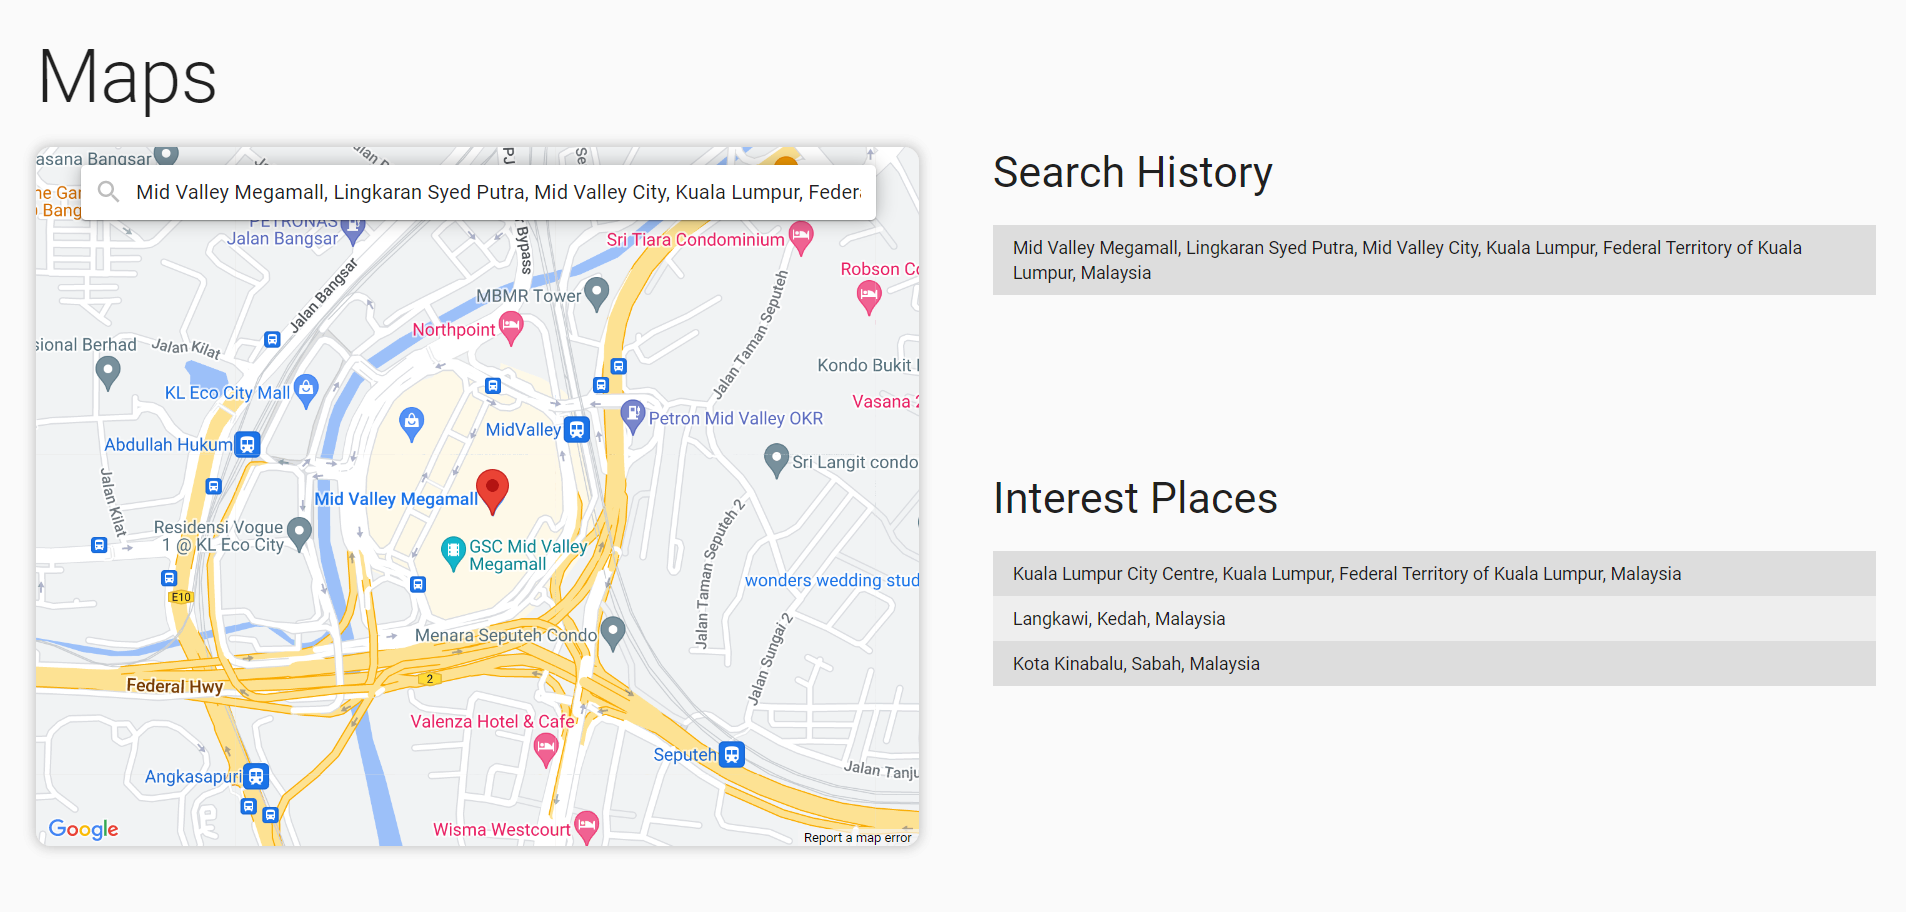 Maps
asana Bangsar
Jalan
P.J
Se
Mid Valley Megamall, Lingkaran Syed Putra, Mid Valley City, Kuala Lumpur, Feder
ne Gar
Bang
PETRONAS
Jalan Bangsar
Bypass
Sri Tiara Condominium
Robson Co
Jalan Bangsar
MBMR Tower
Northpoint
Jalan Taman Seputeh
sional Berhad
Jalan Kilat
Kondo Bukit
KL Eco City Mall
Vasana 2
Petron Mid Valley OKR
MidValley
Abdullah Hukum
Sri Langit condo
Jalan Kilat
Mid Valley Megamall
Residensi Vogue
1 @ KL Eco City
GSC Mid Valley
Megamall
Jalan Taman Seputeh 2
wonders wedding stud
E10
Menara Seputeh Condo
Jalan Sungai 2
Federal Hwy
2
Valenza Hotel & Cafe
Seputeh
Angkasapuri
Jalan Tanju
Google
Wisma Westcourt
Report a map error
Search History
Mid Valley Megamall, Lingkaran Syed Putra, Mid Valley City, Kuala Lumpur, Federal Territory of Kuala
Lumpur, Malaysia
Interest Places
Kuala Lumpur City Centre, Kuala Lumpur, Federal Territory of Kuala Lumpur, Malaysia
Langkawi, Kedah, Malaysia
Kota Kinabalu, Sabah, Malaysia